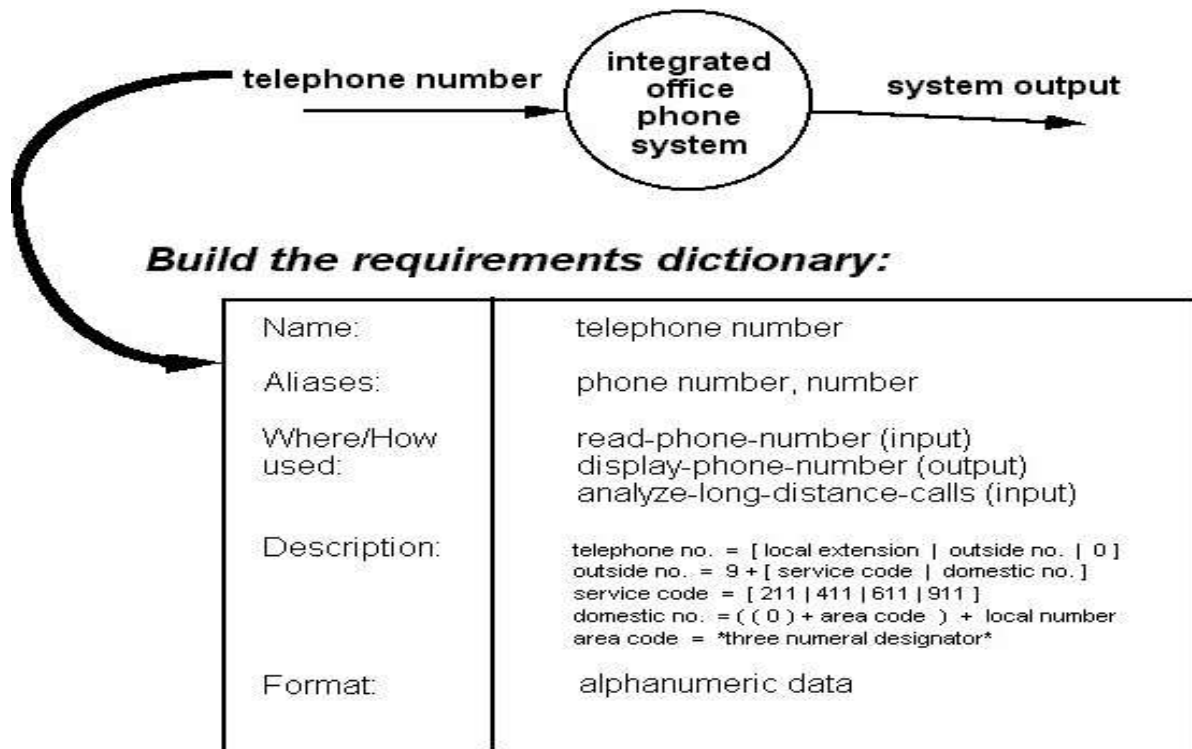 telephone number
integrated
office
phone
system
system output
Build the requirements dictionary:
Name: telephone number
Aliases: phone number, number
Where/How used: read-phone-number (input)
display-phone-number (output)
analyze-long-distance-calls (input)
Description: telephone no. = [ local extension | outside no. | 0 ]
outside no. = 9 + [ service code | domestic no. ]
service code = [ 211 | 411 | 611 | 911 ]
domestic no. = ( ( 0 ) + area code ) + local number
area code = *three numeral designator*
Format: alphanumeric data